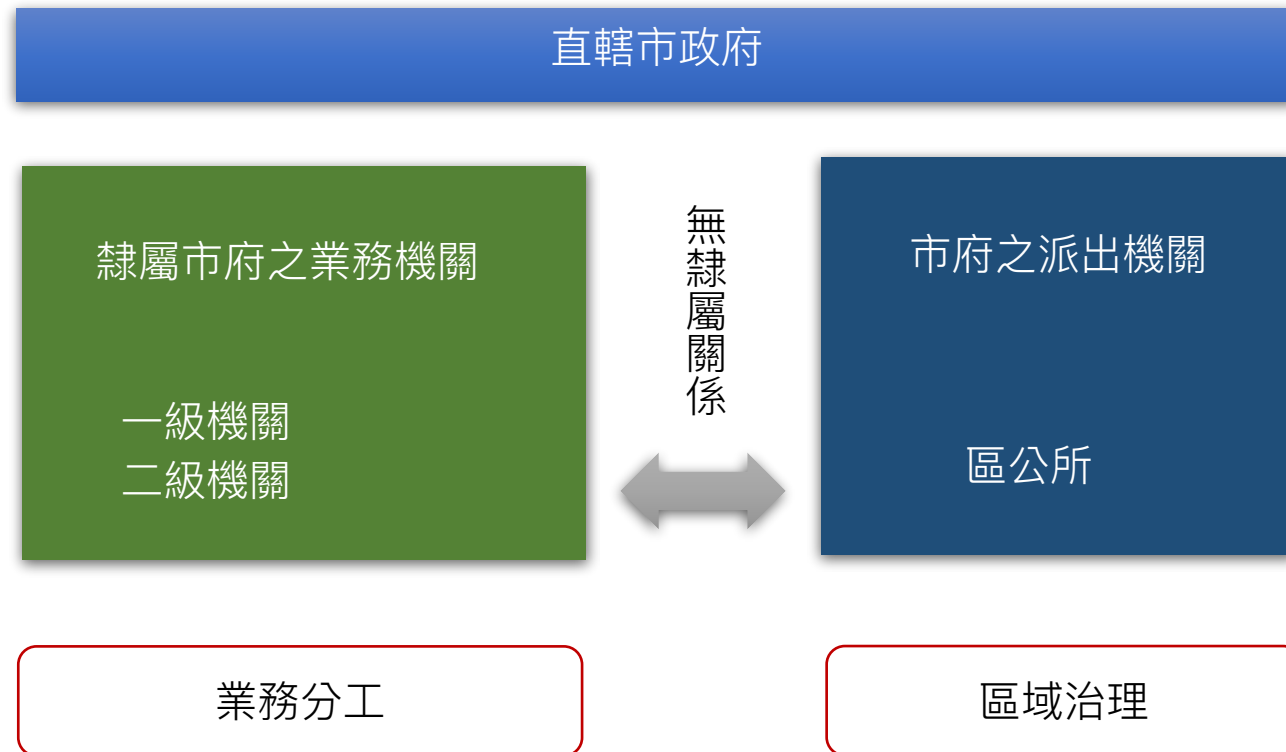 直轄市政府
隸屬市府之業務機關
一級機關
二級機關
無隸屬關係
市府之派出機關
區公所
業務分工
區域治理